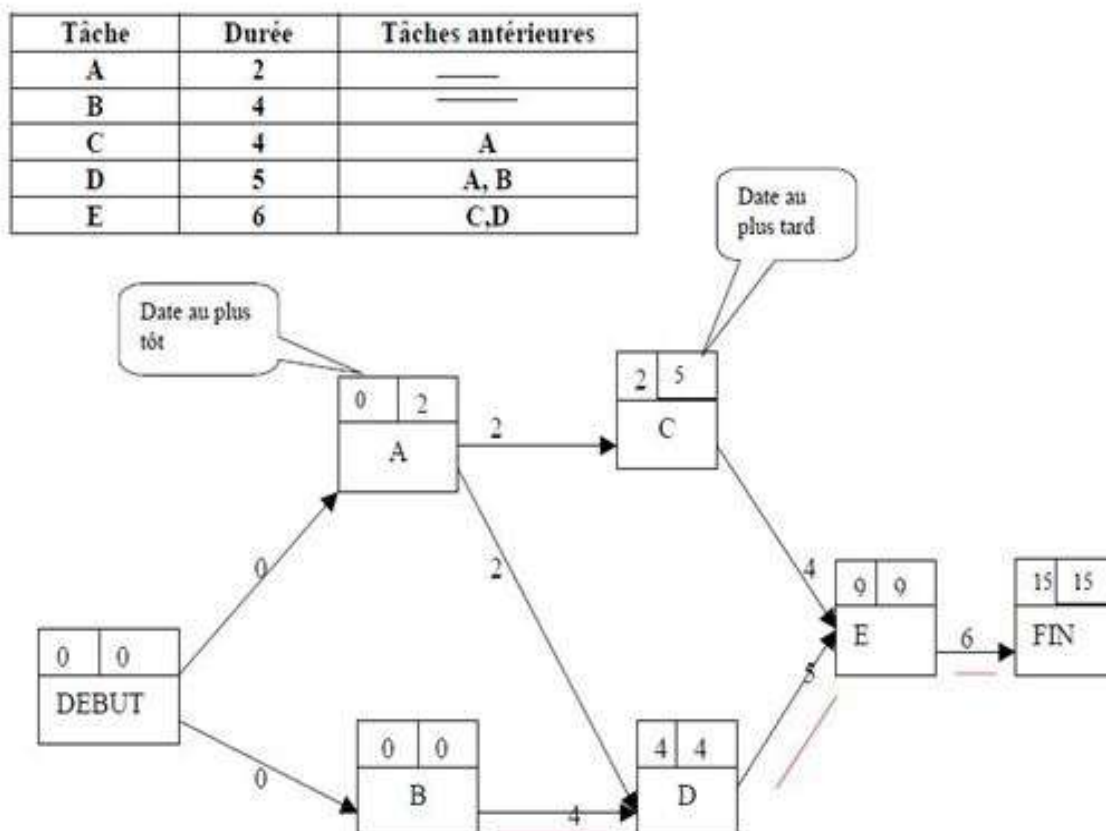 Tâche Durée Tâches antérieures
A 2
B 4
C 4 A
D 5 A, B
E 6 C,D
Date au
plus tard
Date au plus
tôt
2 5
C
0 2
A
2
0
2
4
9 9
E
15 15
FIN
6
5
0 0
DEBUT
0
0 0
B
4
4 4
D